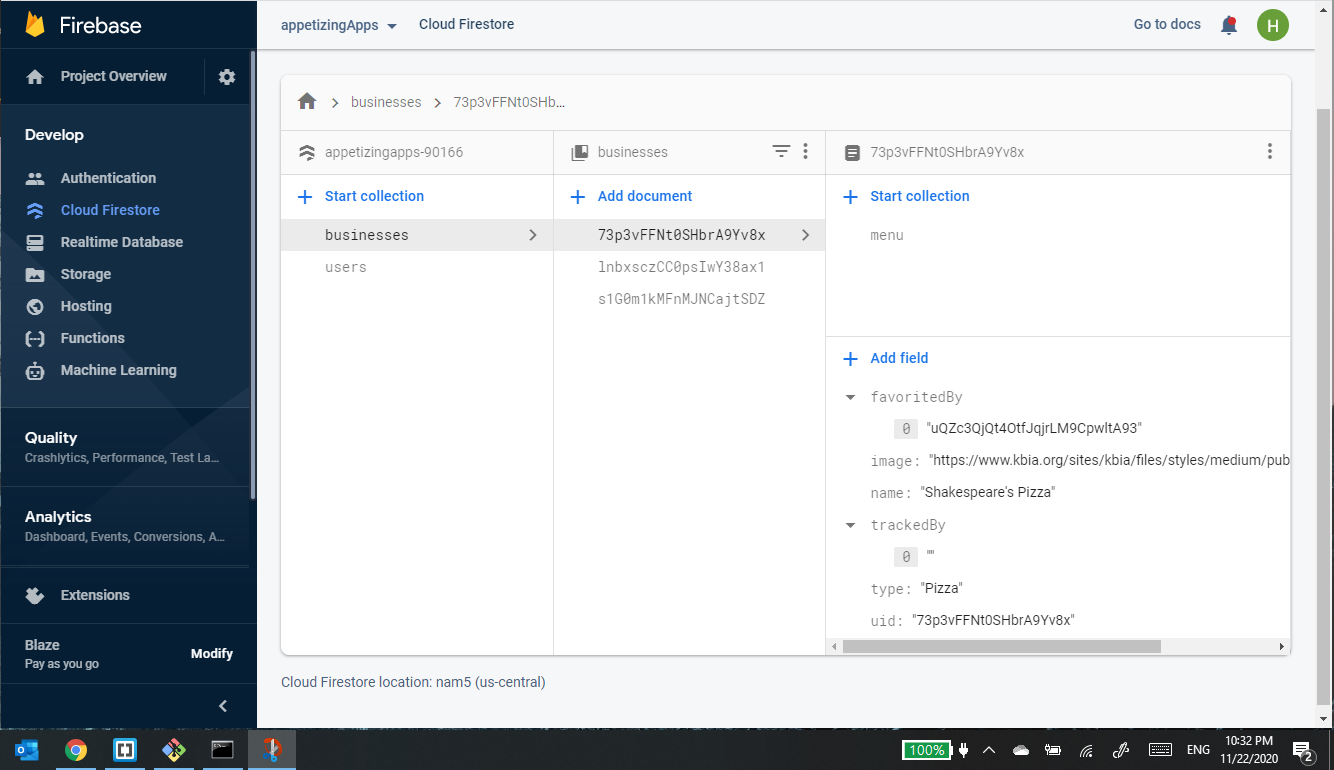 Firebase
appetizingApps
Cloud Firestore
Go to docs
H
Project Overview
Develop
Authentication
Cloud Firestore
Realtime Database
Storage
Hosting
Functions
Machine Learning
Quality
Crashlytics, Performance, Test La...
Analytics
Dashboard, Events, Conversions, A...
Extensions
Blaze
Pay as you go
Modify
businesses
73p3vFFNt0SHb...
appetizingapps-90166
Start collection
businesses
users
businesses
Add document
73p3vFFNt0SHbrA9Yv8x
lnbxsczCC0psIwY38ax1
s1G0m1kMFnMJNCajtSDZ
73p3vFFNt0SHbrA9Yv8x
Start collection
menu
Add field
favoritedBy
0 "uQZc3QjQt4OtfJqjrLM9CpwltA93"
image: "https://www.kbia.org/sites/kbia/files/styles/medium/pub
name: "Shakespeare's Pizza"
trackedBy
0 ""
type: "Pizza"
uid: "73p3vFFNt0SHbrA9Yv8x"
Cloud Firestore location: nam5 (us-central)
100%
ENG
10:32 PM
11/22/2020
2